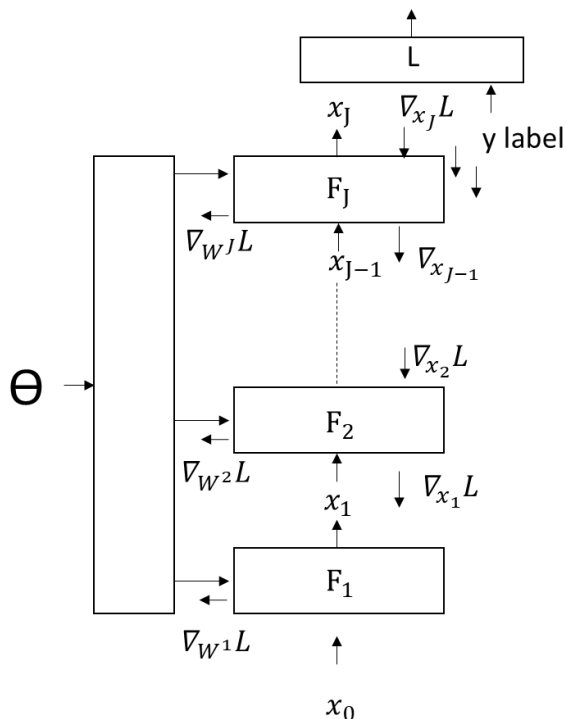 L
x_J ∇_{x_J}L y label
F_J
∇_{W^J}L x_{J−1} ∇_{x_{J−1}}
∇_{x_2}L
Θ
F_2
∇_{W^2}L x_1 ∇_{x_1}L
F_1
∇_{W^1}L
x_0